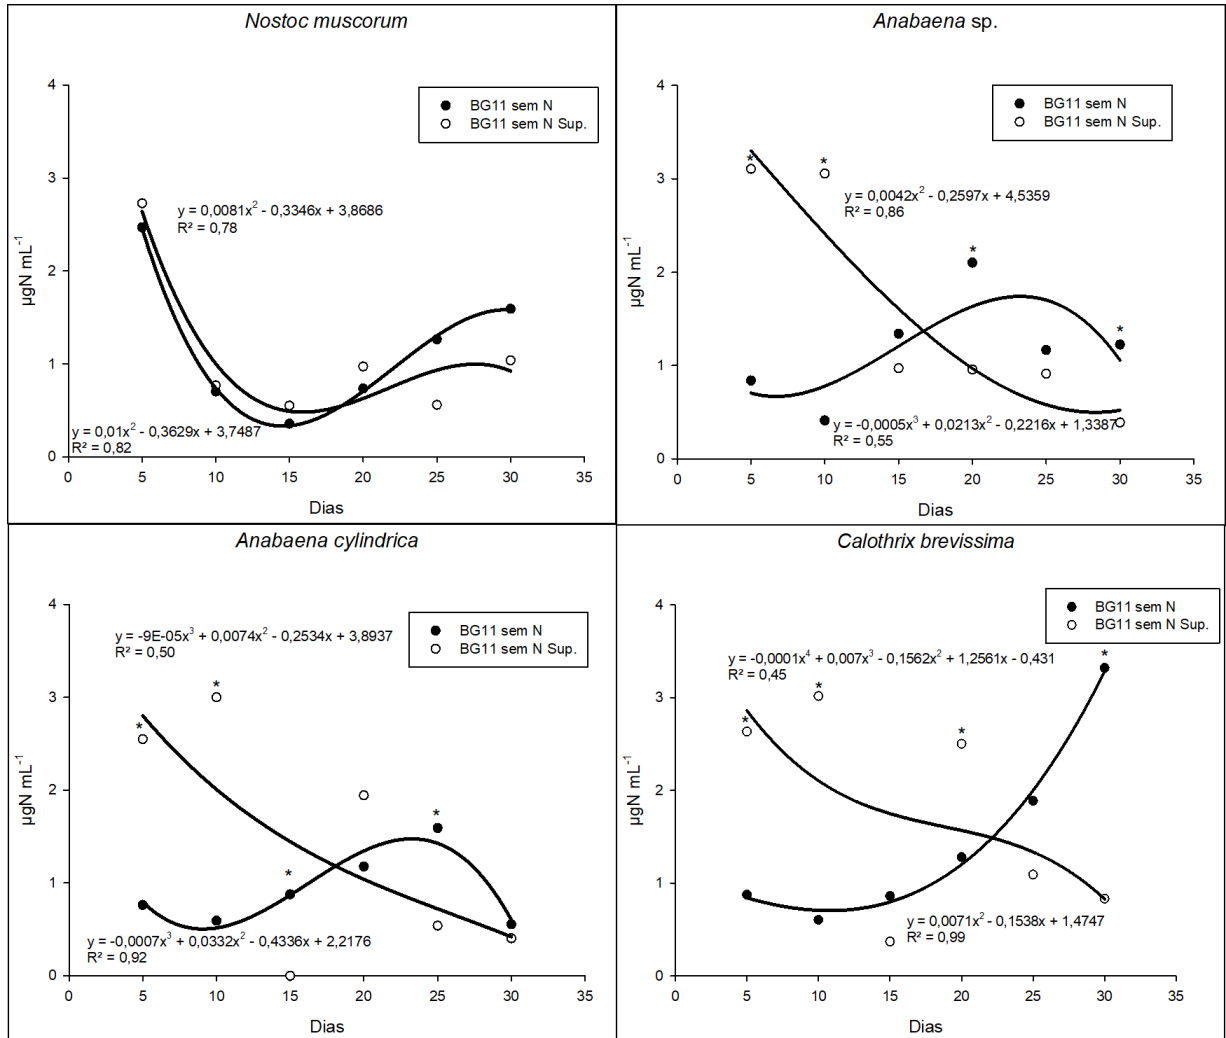 Nostoc muscorum
4
BG11 sem N
BG11 sem N Sup.
3
y = 0,0081x² - 0,3346x + 3,8686
R² = 0,78
µgN mL⁻¹
2
1
y = 0,01x² - 0,3629x + 3,7487
R² = 0,82
0
0 5 10 15 20 25 30 35
Dias
Anabaena sp.
4
BG11 sem N
BG11 sem N Sup.
3
* *
y = 0,0042x² - 0,2597x + 4,5359
R² = 0,86
*
µgN mL⁻¹
2
*
1
y = -0,0005x³ + 0,0213x² - 0,2216x + 1,3387
R² = 0,55
0
0 5 10 15 20 25 30 35
Dias
Anabaena cylindrica
4
BG11 sem N
BG11 sem N Sup.
y = -9E-05x³ + 0,0074x² - 0,2534x + 3,8937
R² = 0,50
3
*
*
µgN mL⁻¹
2
*
*
1
y = -0,0007x³ + 0,0332x² - 0,4336x + 2,2176
R² = 0,92
0
0 5 10 15 20 25 30 35
Dias
Calothrix brevissima
4
BG11 sem N
BG11 sem N Sup.
*
y = -0,0001x⁴ + 0,007x³ - 0,1562x² + 1,2561x - 0,431
R² = 0,45
3
*
*
*
µgN mL⁻¹
2
1
y = 0,0071x² - 0,1538x + 1,4747
R² = 0,99
0
0 5 10 15 20 25 30 35
Dias